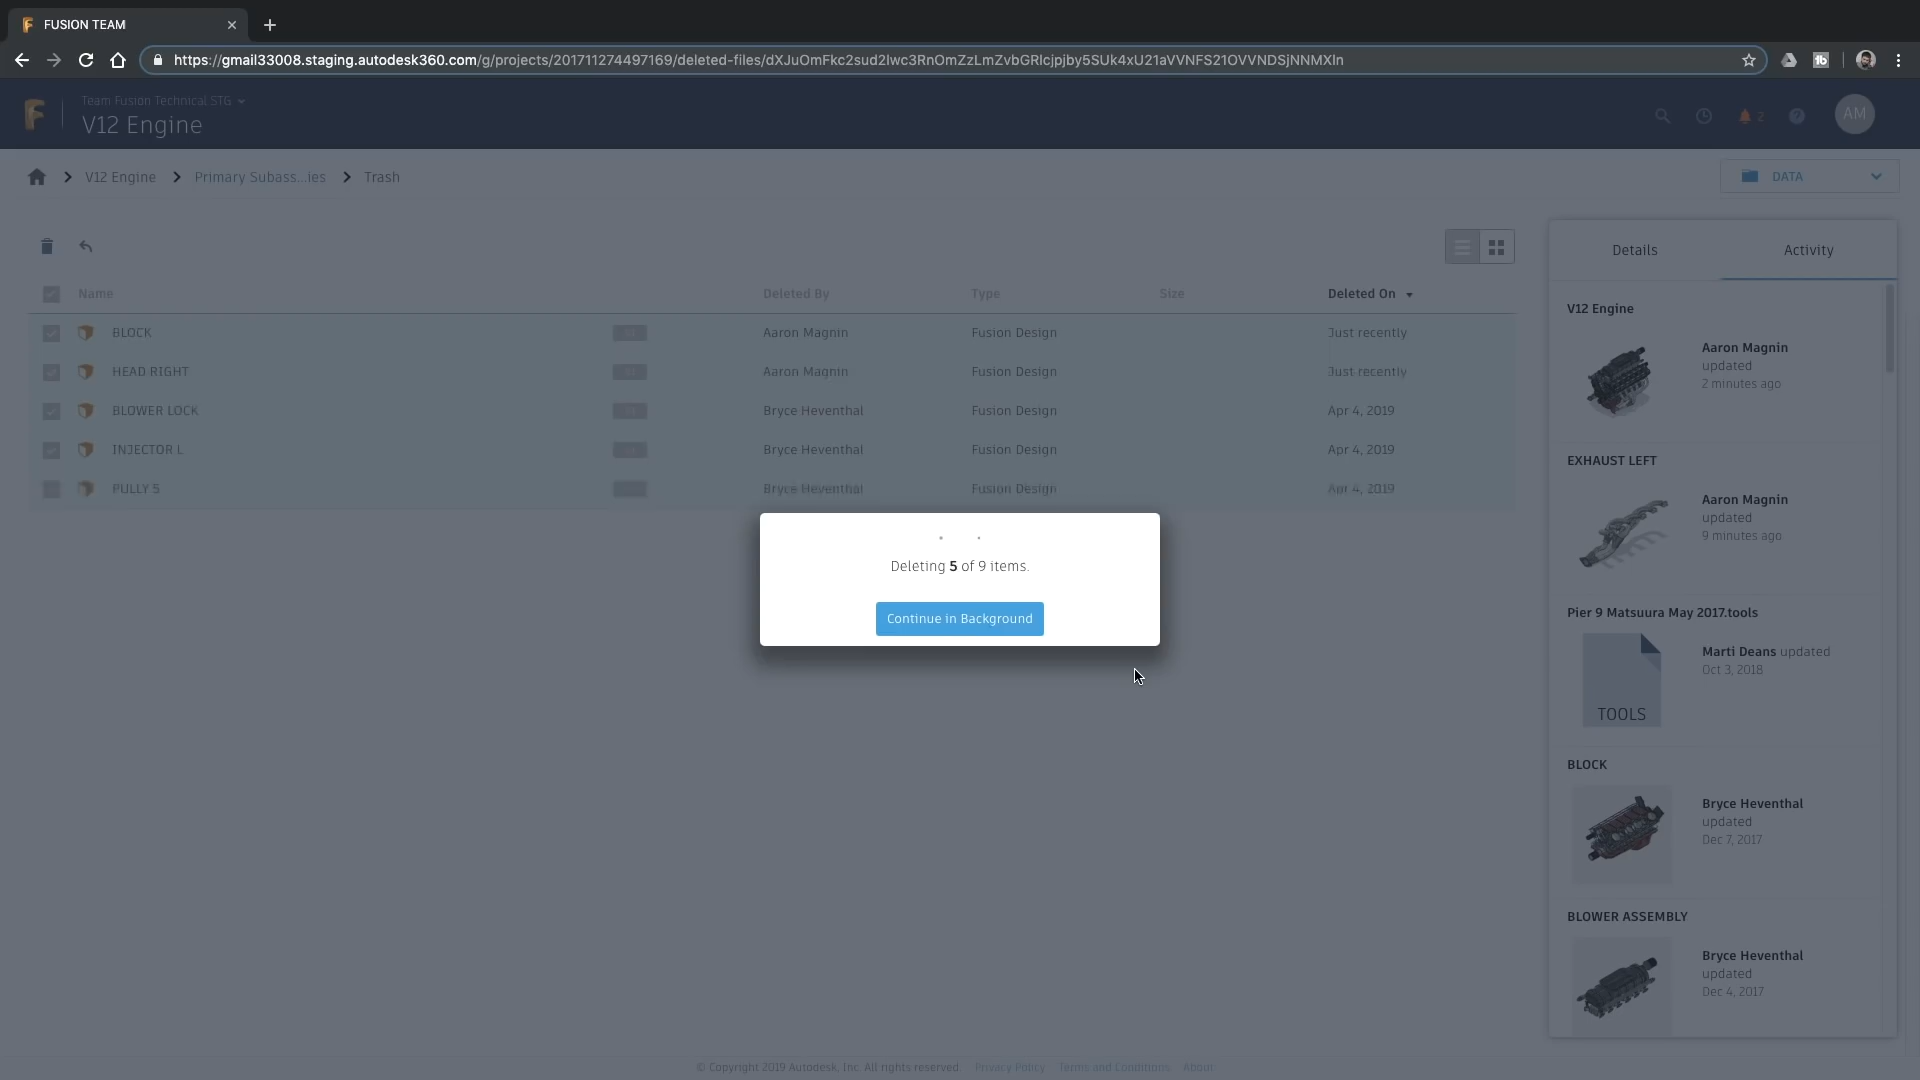 FUSION TEAM
https://gmail33008.staging.autodesk360.com/g/projects/201711274497169/deleted-files/dXJuOmFkc2sud2lwc3RnOmZzLmZvbGRlcjpjby5SUk4xU21aVVNFS21OVVNDSjNNMXln
Team Fusion Technical STG
V12 Engine
2
AM
V12 Engine
Primary Subass...ies
Trash
DATA
Name
Deleted By
Type
Size
Deleted On
BLOCK
Aaron Magnin
Fusion Design
Just recently
HEAD RIGHT
Aaron Magnin
Fusion Design
Just recently
BLOWER LOCK
Bryce Heventhal
Fusion Design
Apr 4, 2019
INJECTOR L
Bryce Heventhal
Fusion Design
Apr 4, 2019
PULLY 5
Bryce Heventhal
Fusion Design
Apr 4, 2019
Deleting 5 of 9 items.
Continue in Background
Details
Activity
V12 Engine
Aaron Magnin
updated
2 minutes ago
EXHAUST LEFT
Aaron Magnin
updated
9 minutes ago
Pier 9 Matsuura May 2017.tools
TOOLS
Marti Deans updated
Oct 3, 2018
BLOCK
Bryce Heventhal
updated
Dec 7, 2017
BLOWER ASSEMBLY
Bryce Heventhal
updated
Dec 4, 2017
© Copyright 2019 Autodesk, Inc. All rights reserved.
Privacy Policy
Terms and Conditions
About